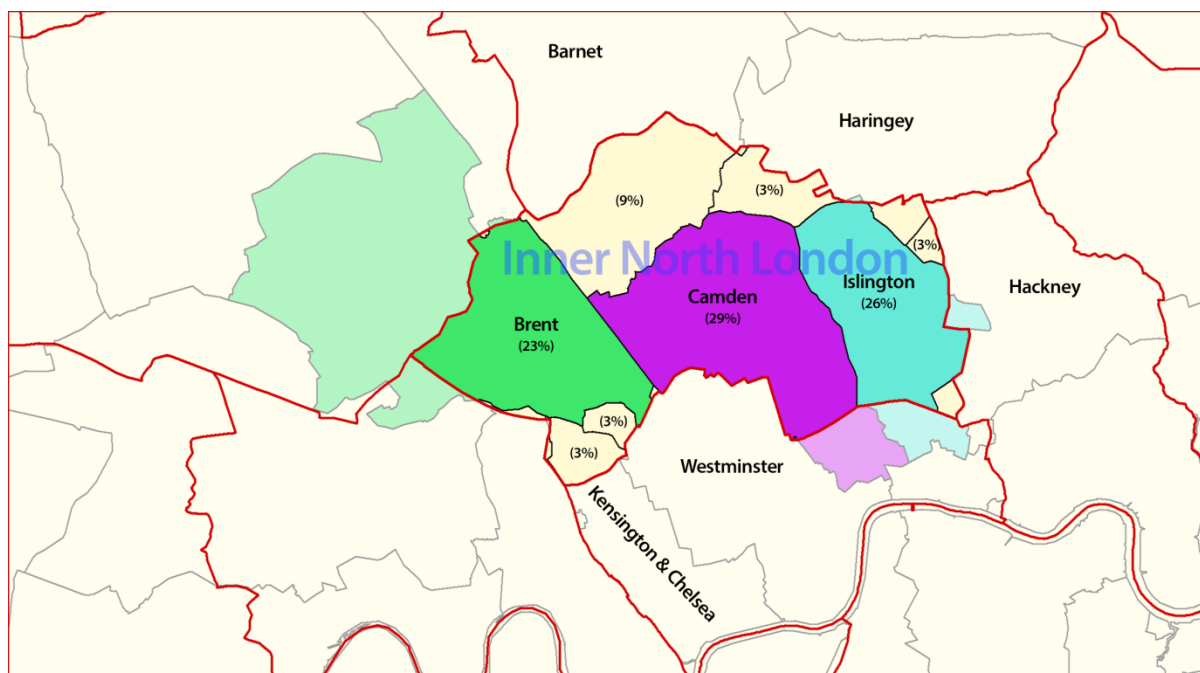 Barnet
Haringey
(9%)
(3%)
(3%)
Inner North London
Islington
(26%)
Hackney
Camden
(29%)
Brent
(23%)
(3%)
(3%)
Westminster
Kensington & Chelsea